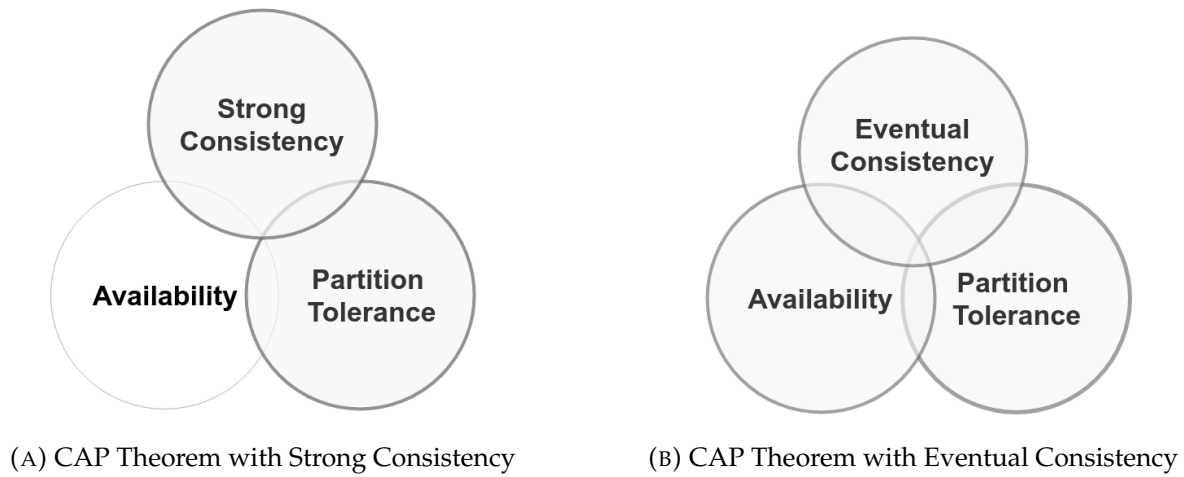 Strong
Consistency
Availability
Partition
Tolerance
(A) CAP Theorem with Strong Consistency
Eventual
Consistency
Availability
Partition
Tolerance
(B) CAP Theorem with Eventual Consistency